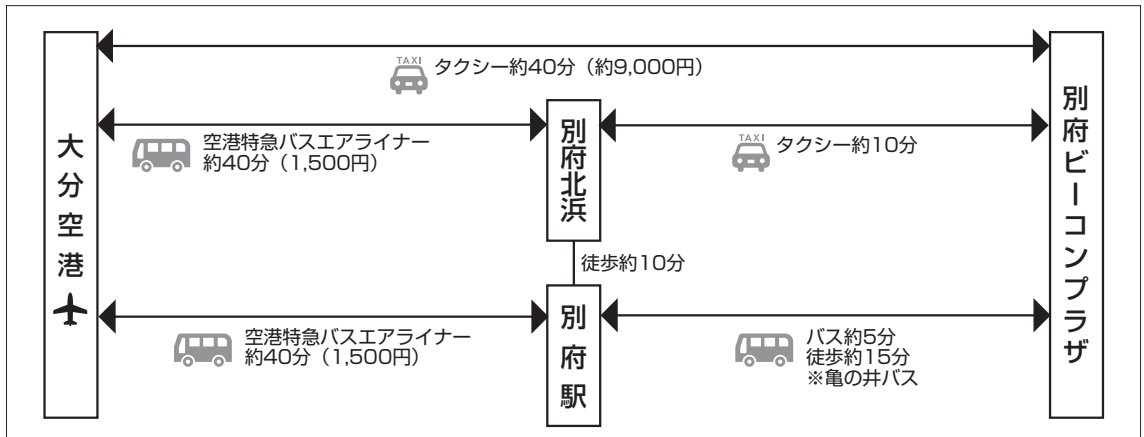 大分空港
TAXI
タクシー約40分（約9,000円）
空港特急バスエアライナー
約40分（1,500円）
別府北浜
TAXI
タクシー約10分
徒歩約10分
空港特急バスエアライナー
約40分（1,500円）
別府駅
バス約5分
徒歩約15分
※亀の井バス
別府ビーコンプラザ